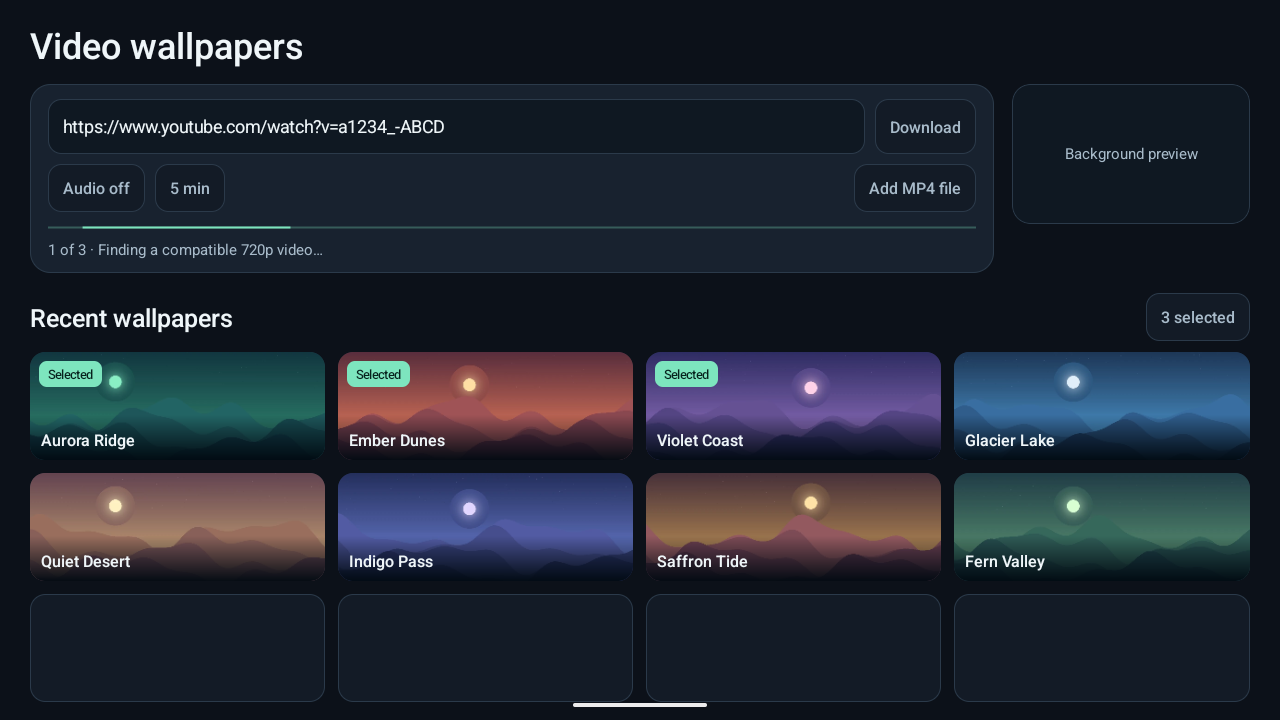 Video wallpapers
https://www.youtube.com/watch?v=a1234_-ABCD
Download
Background preview
Audio off
5 min
Add MP4 file
1 of 3 · Finding a compatible 720p video…
Recent wallpapers
3 selected
Selected
Selected
Selected
Aurora Ridge
Ember Dunes
Violet Coast
Glacier Lake
Quiet Desert
Indigo Pass
Saffron Tide
Fern Valley